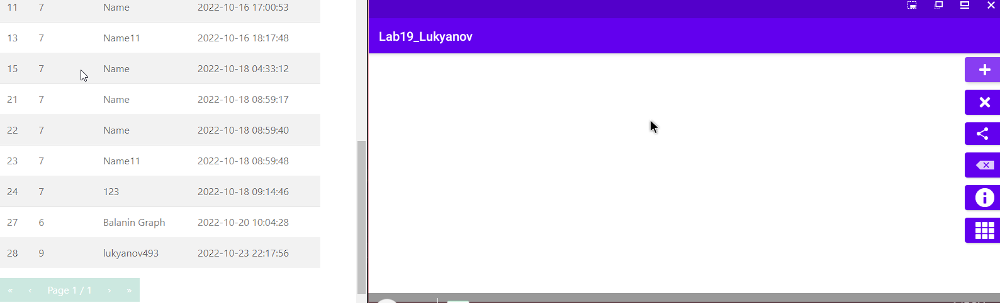 11 7 Name 2022-10-16 17:00:53
13 7 Name11 2022-10-16 18:17:48
15 7 Name 2022-10-18 04:33:12
21 7 Name 2022-10-18 08:59:17
22 7 Name 2022-10-18 08:59:40
23 7 Name11 2022-10-18 08:59:48
24 7 123 2022-10-18 09:14:46
27 6 Balanin Graph 2022-10-20 10:04:28
28 9 lukyanov493 2022-10-23 22:17:56
« ‹ Page 1 / 1 › »
Lab19_Lukyanov